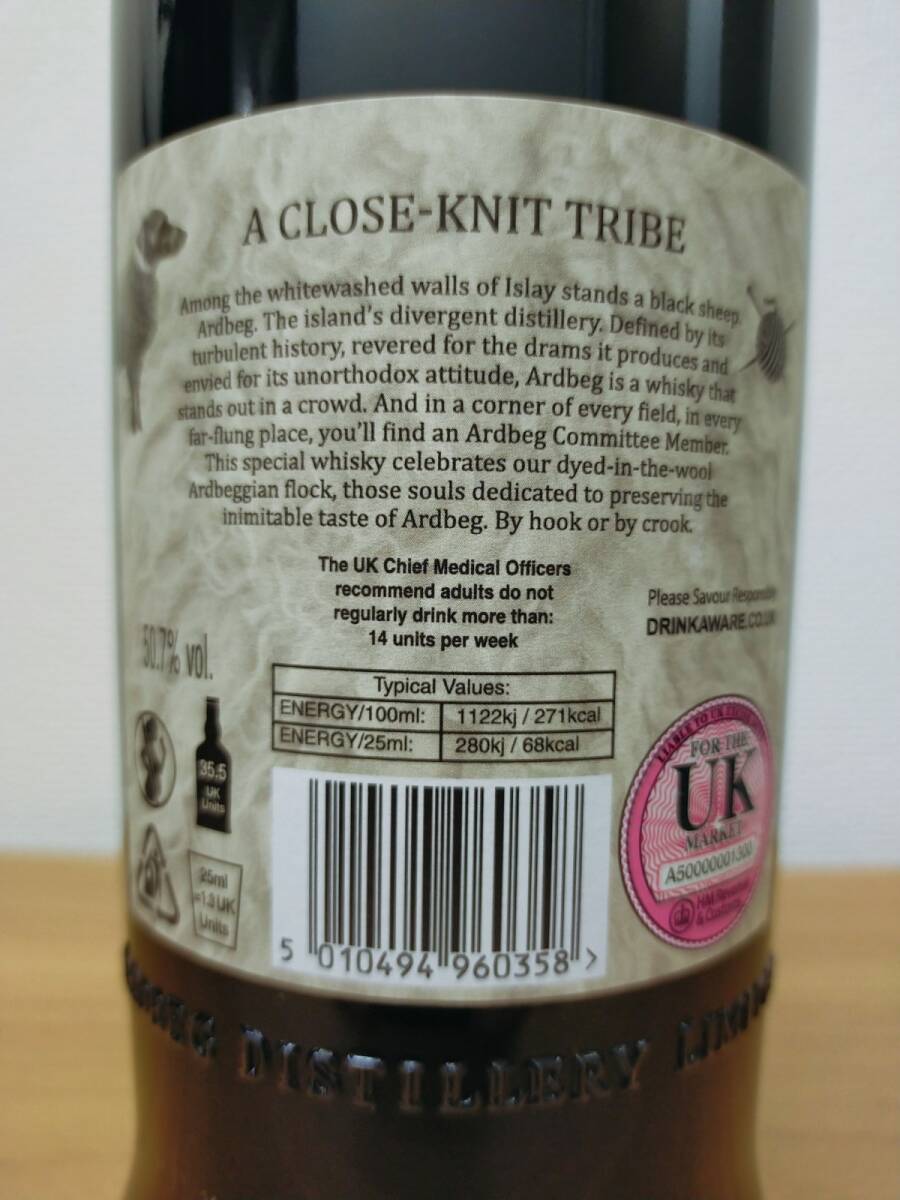 A CLOSE-KNIT TRIBE
Among the whitewashed walls of Islay stands a black sheep.
Ardbeg. The island's divergent distillery. Defined by its
turbulent history, revered for the drams it produces and
envied for its unorthodox attitude, Ardbeg is a whisky that
stands out in a crowd. And in a corner of every field, in every
far-flung place, you'll find an Ardbeg Committee Member.
This special whisky celebrates our dyed-in-the-wool
Ardbeggian flock, those souls dedicated to preserving the
inimitable taste of Ardbeg. By hook or by crook.
The UK Chief Medical Officers
recommend adults do not
regularly drink more than:
14 units per week
Please Savour Responsibly
DRINKAWARE.CO.UK
50.7% vol.
Typical Values:
ENERGY/100ml: 1122kj / 271kcal
ENERGY/25ml: 280kj / 68kcal
35.5
UK
Units
25ml
=1.3 UK
Units
FOR THE
UK
MARKET
A50000001300
HM Revenue
& Customs
5 010494 960358 >
DISTILLERY